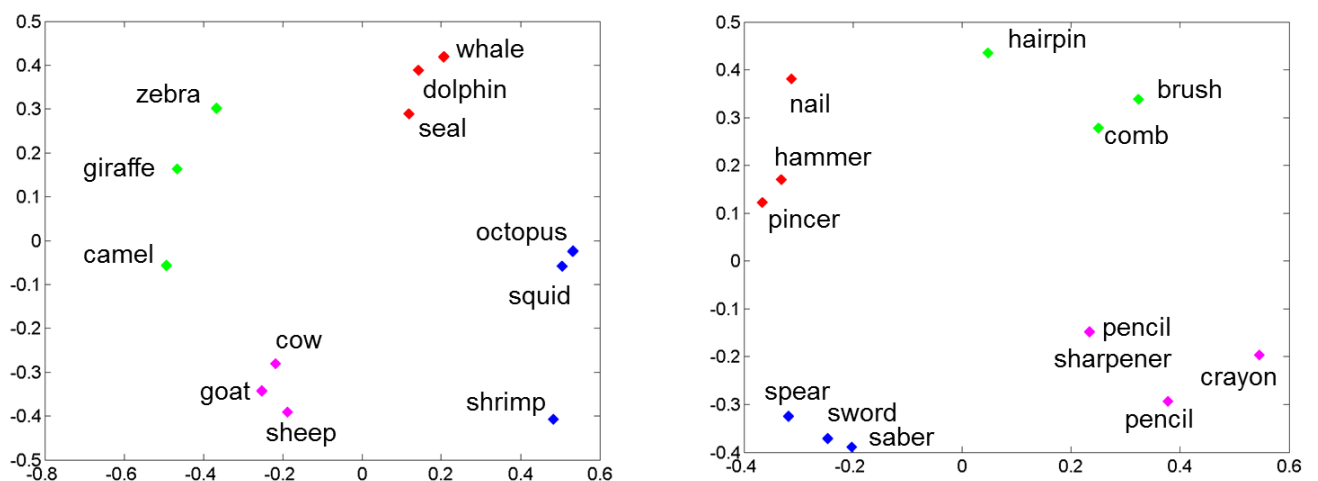 0.5
0.4
0.3
0.2
0.1
0
-0.1
-0.2
-0.3
-0.4
-0.5
-0.8
-0.6
-0.4
-0.2
0
0.2
0.4
0.6
whale
dolphin
seal
zebra
giraffe
camel
octopus
squid
cow
goat
sheep
shrimp
0.5
0.4
0.3
0.2
0.1
0
-0.1
-0.2
-0.3
-0.4
-0.4
-0.2
0
0.2
0.4
0.6
hairpin
nail
brush
comb
hammer
pincer
pencil
sharpener
crayon
pencil
spear
sword
saber